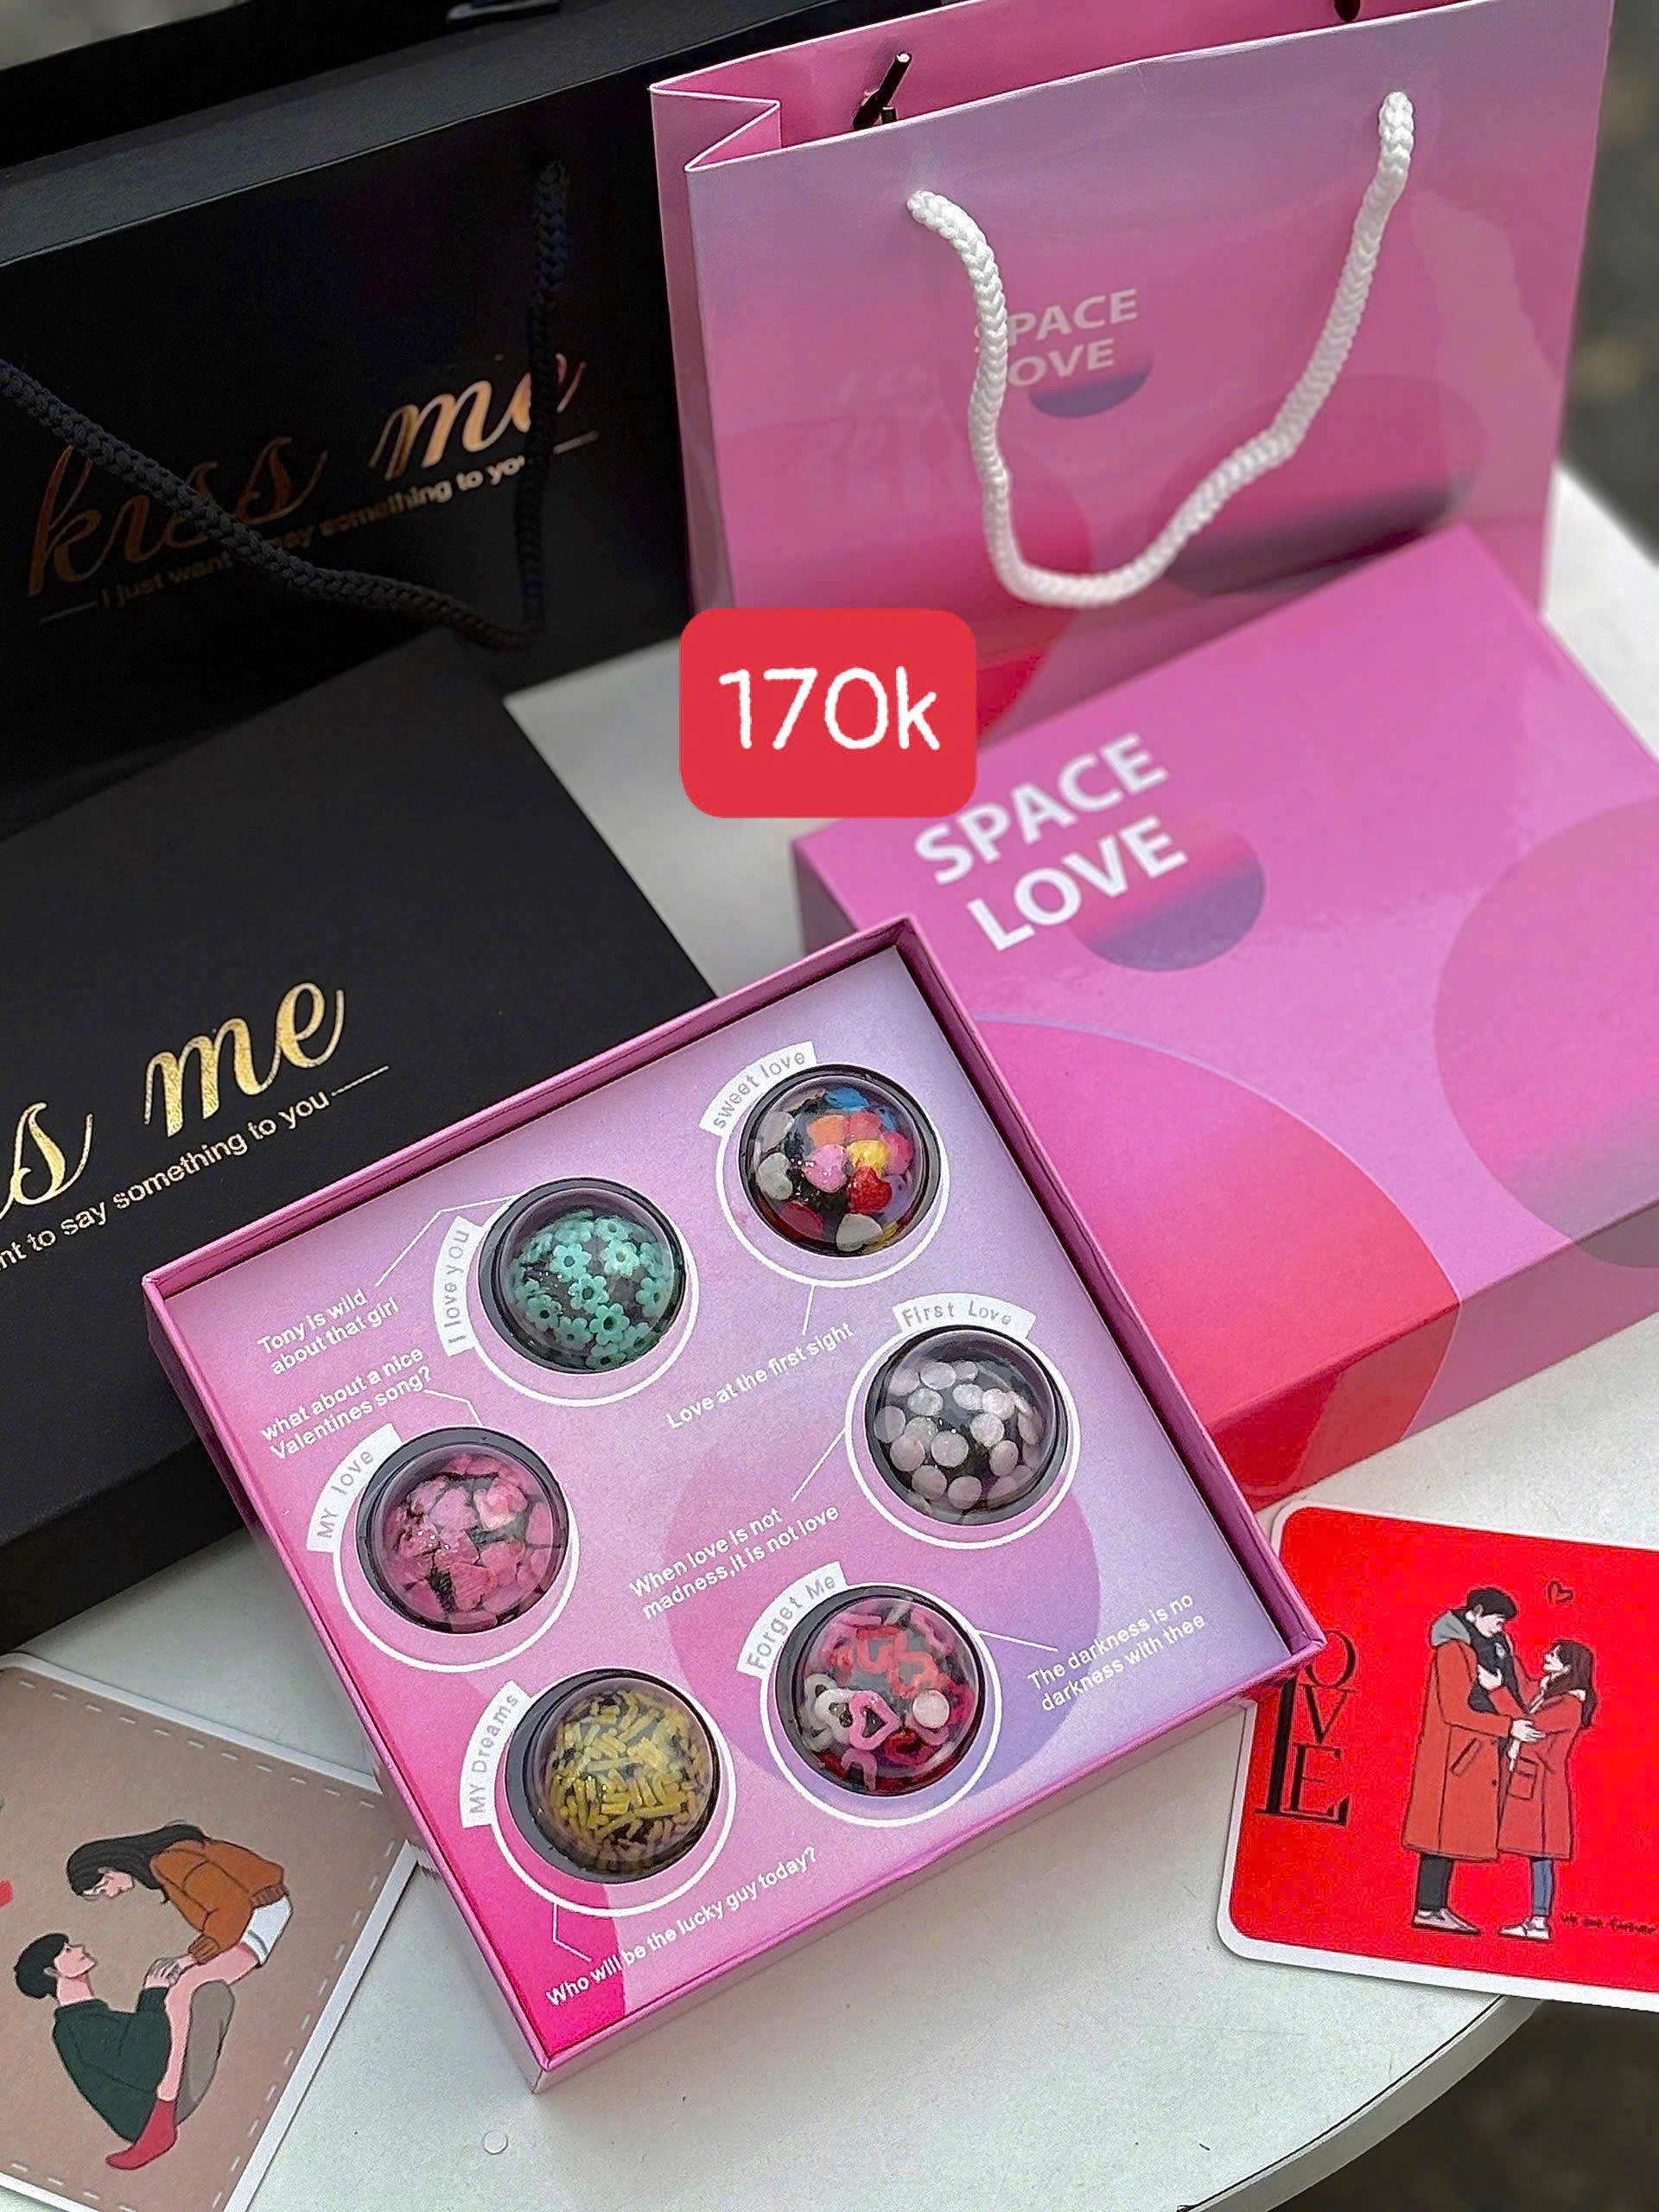 kiss me
I just want say something to you
SPACE
LOVE
170k
SPACE
LOVE
me
to say something to you
sweet love
I love you
Tony is wild
about that girl
what about a nice
Valentines song?
Love at the first sight
First Love
MY love
When love is not
madness,it is not love
Forget Me
The darkness is no
darkness with thee
MY Dreams
Who will be the lucky guy today?
LOVE